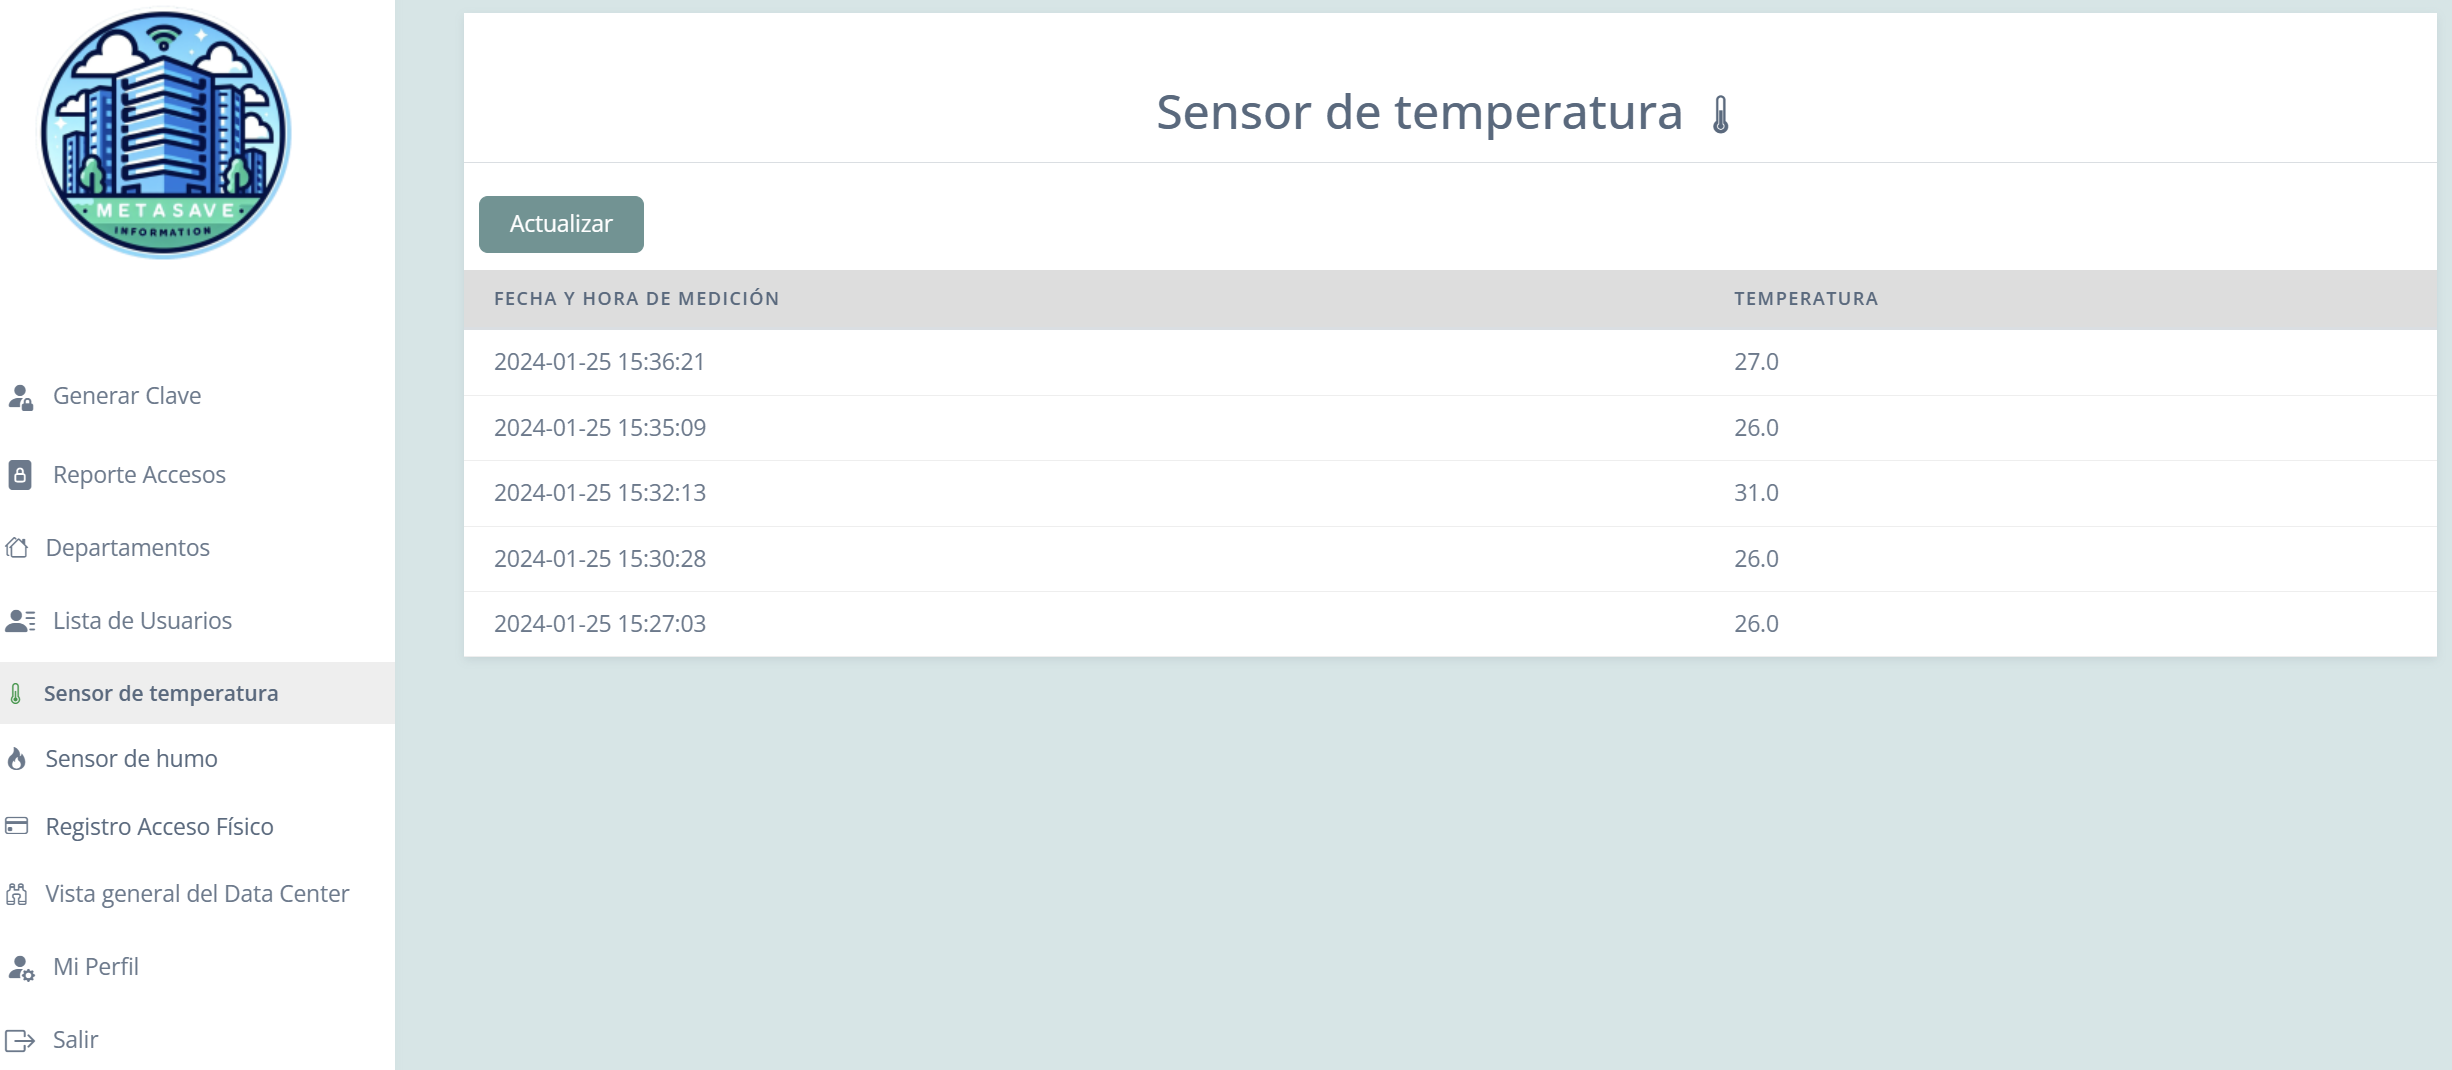 METASAVE
INFORMATION
Generar Clave
Reporte Accesos
Departamentos
Lista de Usuarios
Sensor de temperatura
Sensor de humo
Registro Acceso Físico
Vista general del Data Center
Mi Perfil
Salir
Sensor de temperatura
Actualizar
FECHA Y HORA DE MEDICIÓN TEMPERATURA
2024-01-25 15:36:21 27.0
2024-01-25 15:35:09 26.0
2024-01-25 15:32:13 31.0
2024-01-25 15:30:28 26.0
2024-01-25 15:27:03 26.0